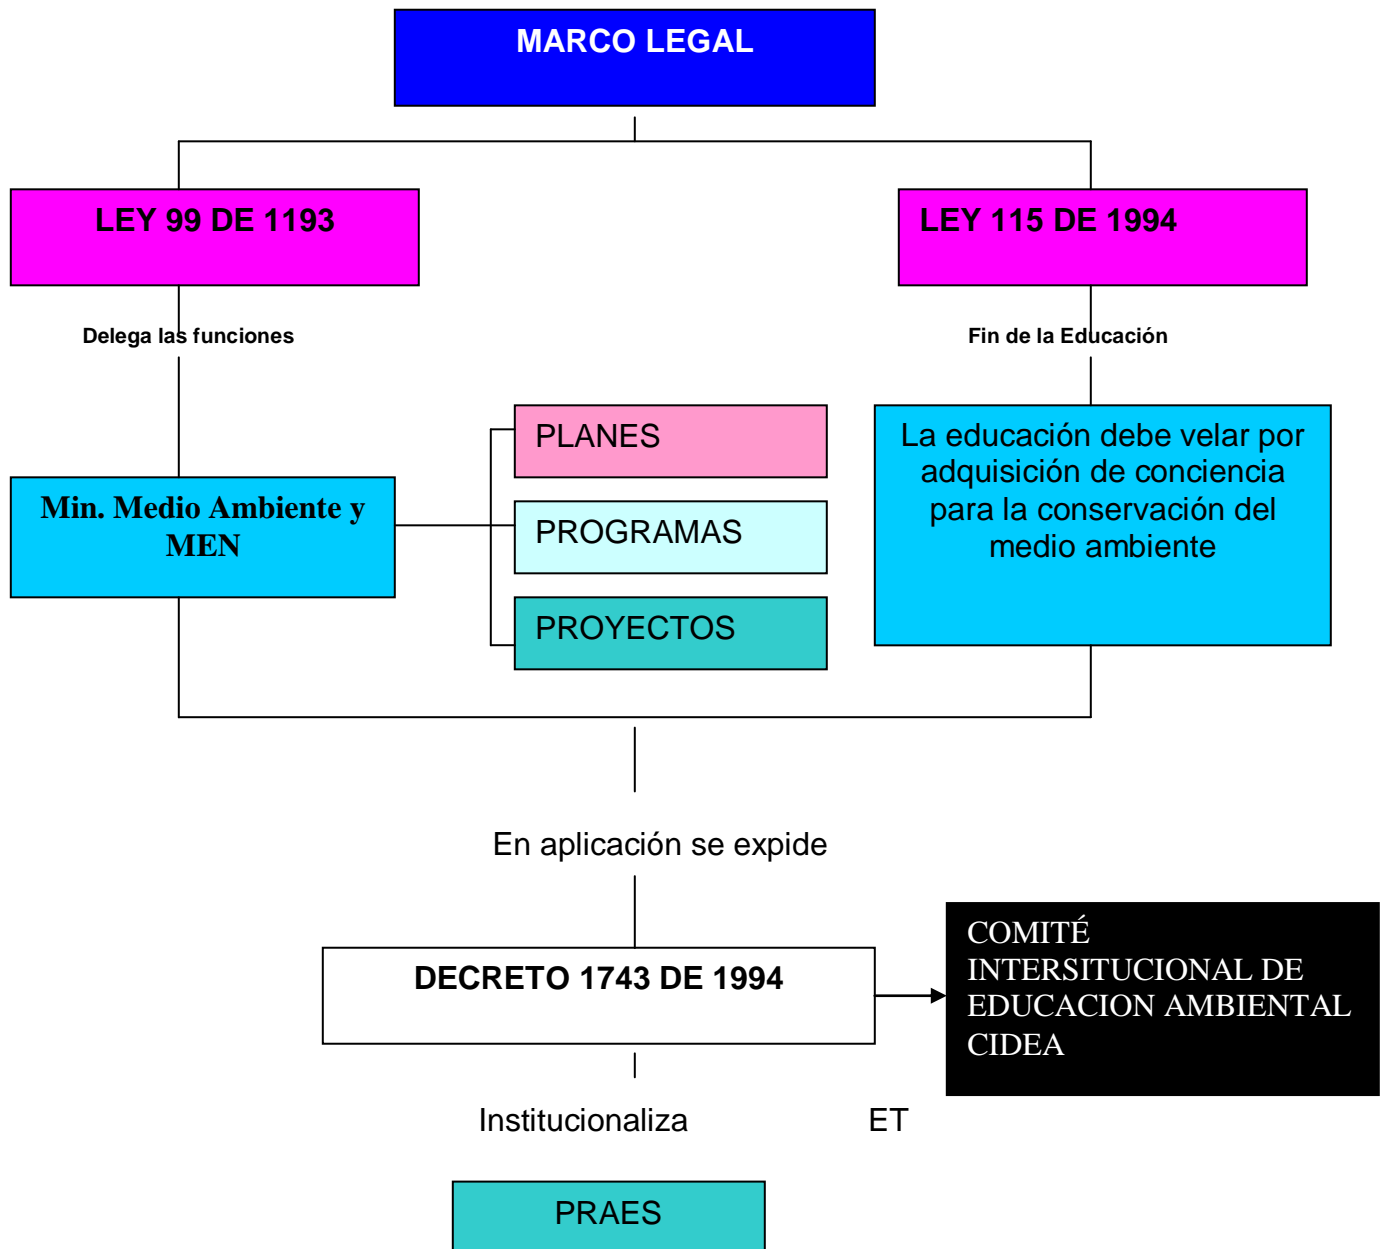 MARCO LEGAL
LEY 99 DE 1193
LEY 115 DE 1994
Delega las funciones
Fin de la Educación
PLANES
La educación debe velar por
adquisición de conciencia
para la conservación del
medio ambiente
Min. Medio Ambiente y
MEN
PROGRAMAS
PROYECTOS
En aplicación se expide
DECRETO 1743 DE 1994
COMITÉ
INTERSITUCIONAL DE
EDUCACION AMBIENTAL
CIDEA
Institucionaliza
ET
PRAES